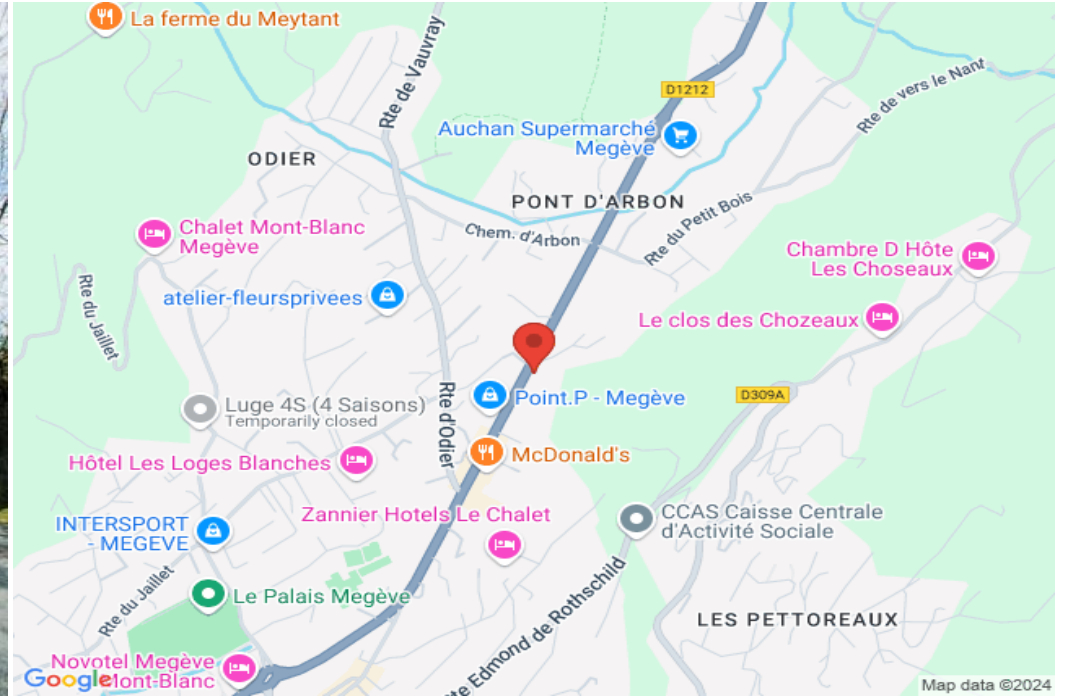 La ferme du Meytant
Rte de Vauvray
D1212
Rte de vers le Nant
Auchan Supermarché
Megève
ODIER
PONT D'ARBON
Chem. d'Arbon
Rte du Petit Bois
Chalet Mont-Blanc
Megève
Chambre D Hôte
Les Choseaux
Rte du Jaillet
atelier-fleursprivees
Le clos des Chozeaux
Rte d'Odier
Point.P - Megève
D309A
Luge 4S (4 Saisons)
Temporarily closed
McDonald's
Hôtel Les Loges Blanches
Zannier Hotels Le Chalet
CCAS Caisse Centrale
d'Activité Sociale
INTERSPORT
- MEGEVE
Rte du Jaillet
Le Palais Megève
Rte Edmond de Rothschild
LES PETTOREAUX
Novotel Megève
Mont-Blanc
Google
Map data ©2024